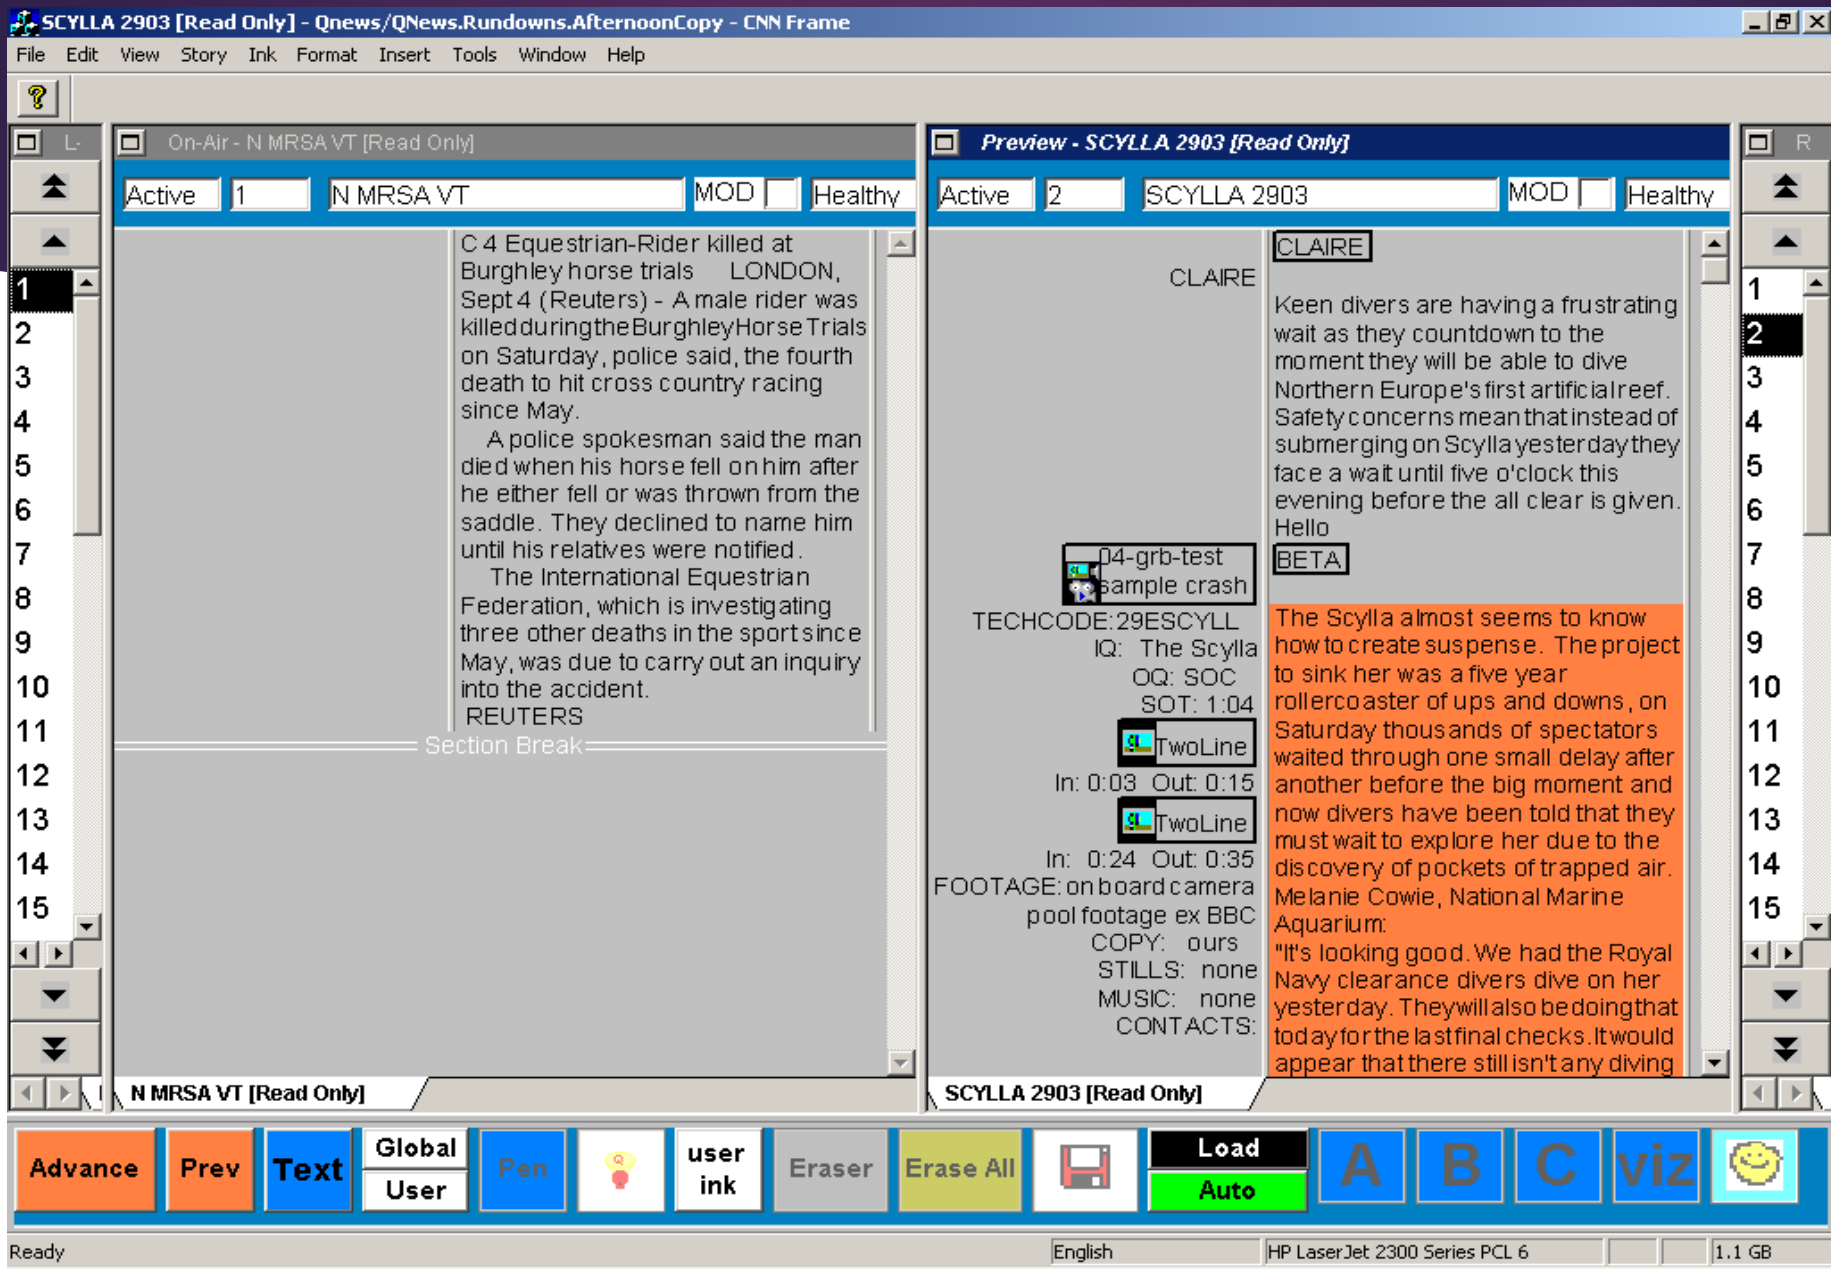 SCYLLA 2903 [Read Only] - Qnews/QNews.Rundowns.AfternoonCopy - CNN Frame
File Edit View Story Ink Format Insert Tools Window Help
L-
On-Air - N MRSA VT [Read Only]
Active 1 N MRSA VT MOD Healthy
1
2
3
4
5
6
7
8
9
10
11
12
13
14
15
C 4 Equestrian-Rider killed at
Burghley horse trials LONDON,
Sept 4 (Reuters) - A male rider was
killed during the Burghley Horse Trials
on Saturday, police said, the fourth
death to hit cross country racing
since May.
A police spokesman said the man
died when his horse fell on him after
he either fell or was thrown from the
saddle. They declined to name him
until his relatives were notified.
The International Equestrian
Federation, which is investigating
three other deaths in the sport since
May, was due to carry out an inquiry
into the accident.
REUTERS
Section Break
N MRSA VT [Read Only]
Preview - SCYLLA 2903 [Read Only]
Active 2 SCYLLA 2903 MOD Healthy
CLAIRE
04-grb-test
sample crash
TECHCODE:29ESCYLL
IQ: The Scylla
OQ: SOC
SOT: 1:04
TwoLine
In: 0:03 Out: 0:15
TwoLine
In: 0:24 Out: 0:35
FOOTAGE: on board camera
pool footage ex BBC
COPY: ours
STILLS: none
MUSIC: none
CONTACTS:
CLAIRE
Keen divers are having a frustrating
wait as they countdown to the
moment they will be able to dive
Northern Europe's first artificial reef.
Safety concerns mean that instead of
submerging on Scylla yesterday they
face a wait until five o'clock this
evening before the all clear is given.
Hello
BETA
The Scylla almost seems to know
how to create suspense. The project
to sink her was a five year
rollercoaster of ups and downs, on
Saturday thousands of spectators
waited through one small delay after
another before the big moment and
now divers have been told that they
must wait to explore her due to the
discovery of pockets of trapped air.
Melanie Cowie, National Marine
Aquarium:
"It's looking good. We had the Royal
Navy clearance divers dive on her
yesterday. They will also be doing that
today for the last final checks. It would
appear that there still isn't any diving
SCYLLA 2903 [Read Only]
R
1
2
3
4
5
6
7
8
9
10
11
12
13
14
15
Advance Prev Text Global User Pen Q user ink Eraser Erase All Load Auto A B C viz
Ready English HP LaserJet 2300 Series PCL 6 1.1 GB